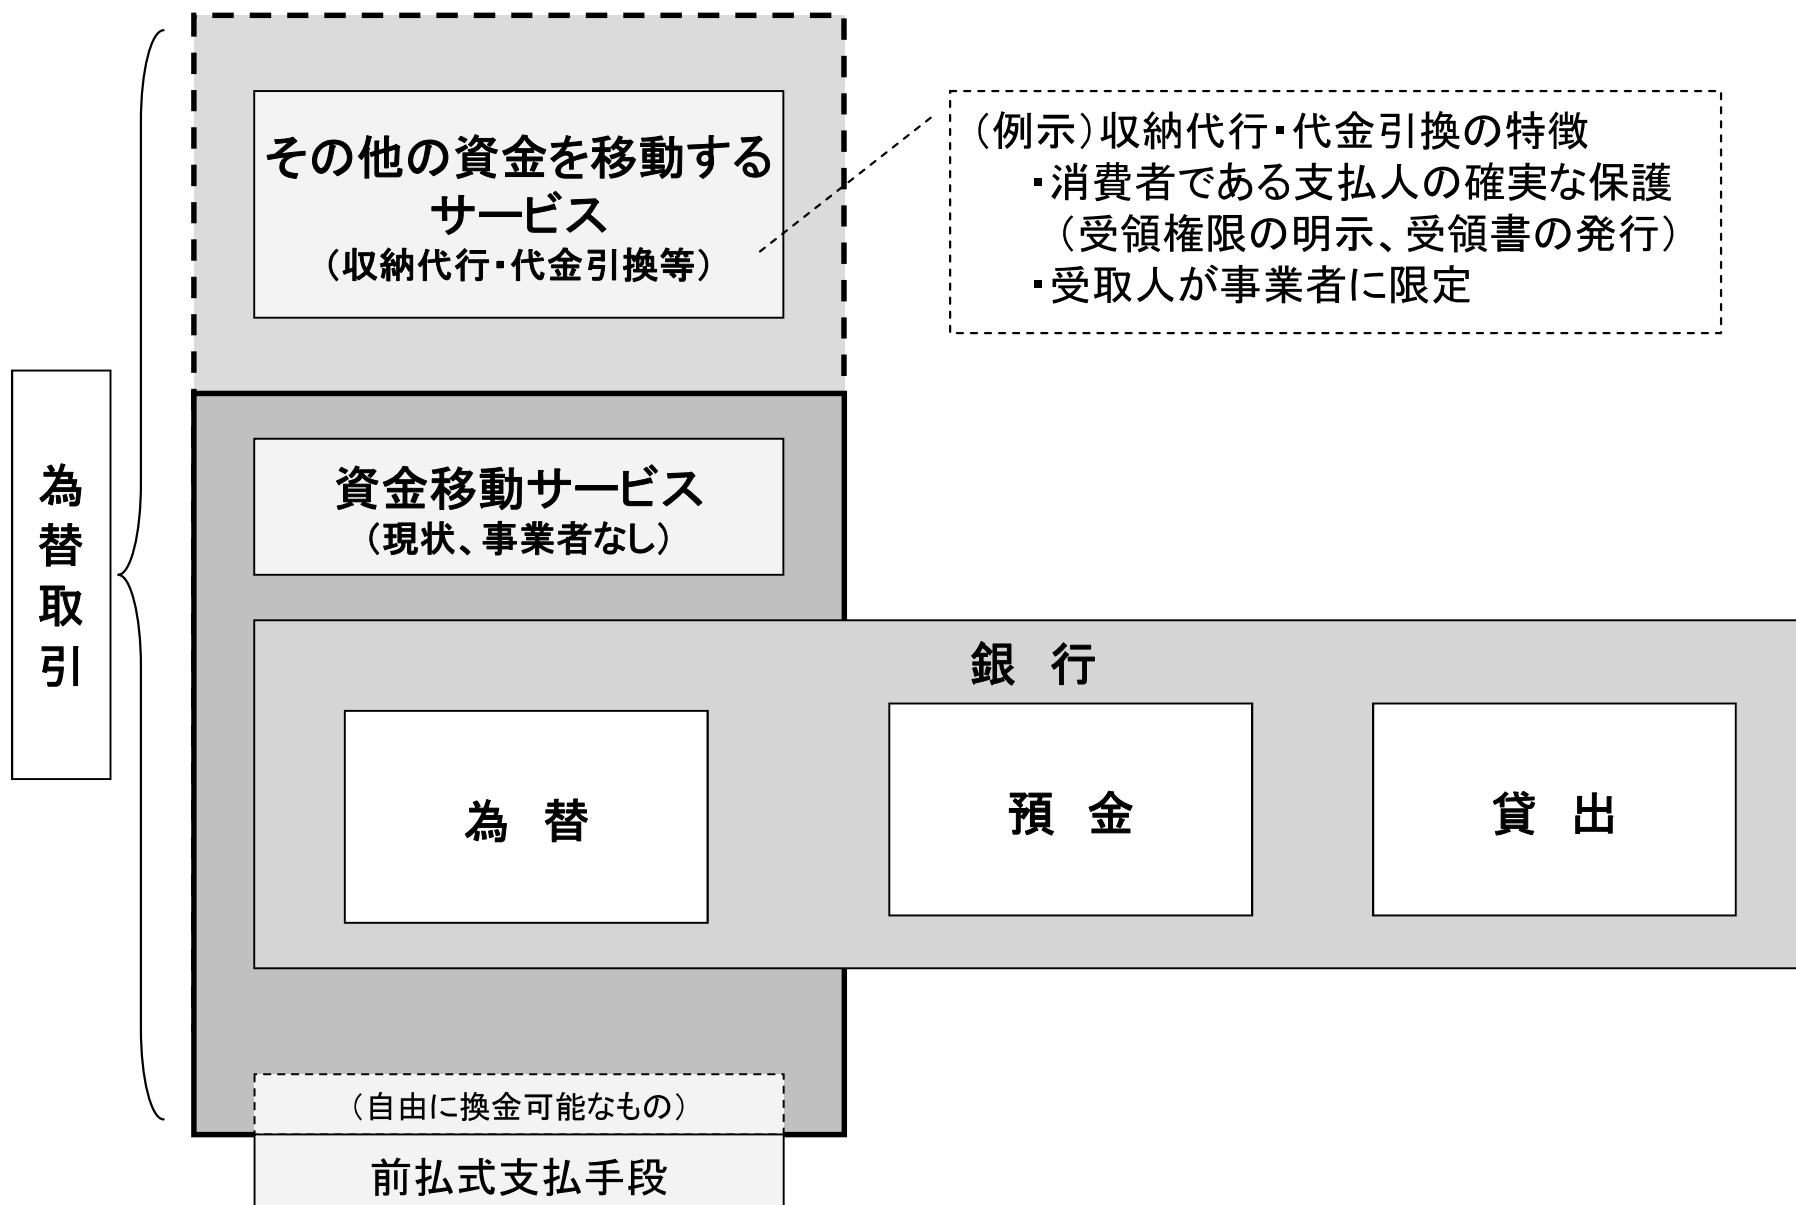 その他の資金を移動する
サービス
（収納代行・代金引換等）
（例示）収納代行・代金引換の特徴
・消費者である支払人の確実な保護
（受領権限の明示、受領書の発行）
・受取人が事業者に限定
為替取引
資金移動サービス
（現状、事業者なし）
銀　行
為　替
預　金
貸　出
（自由に換金可能なもの）
前払式支払手段